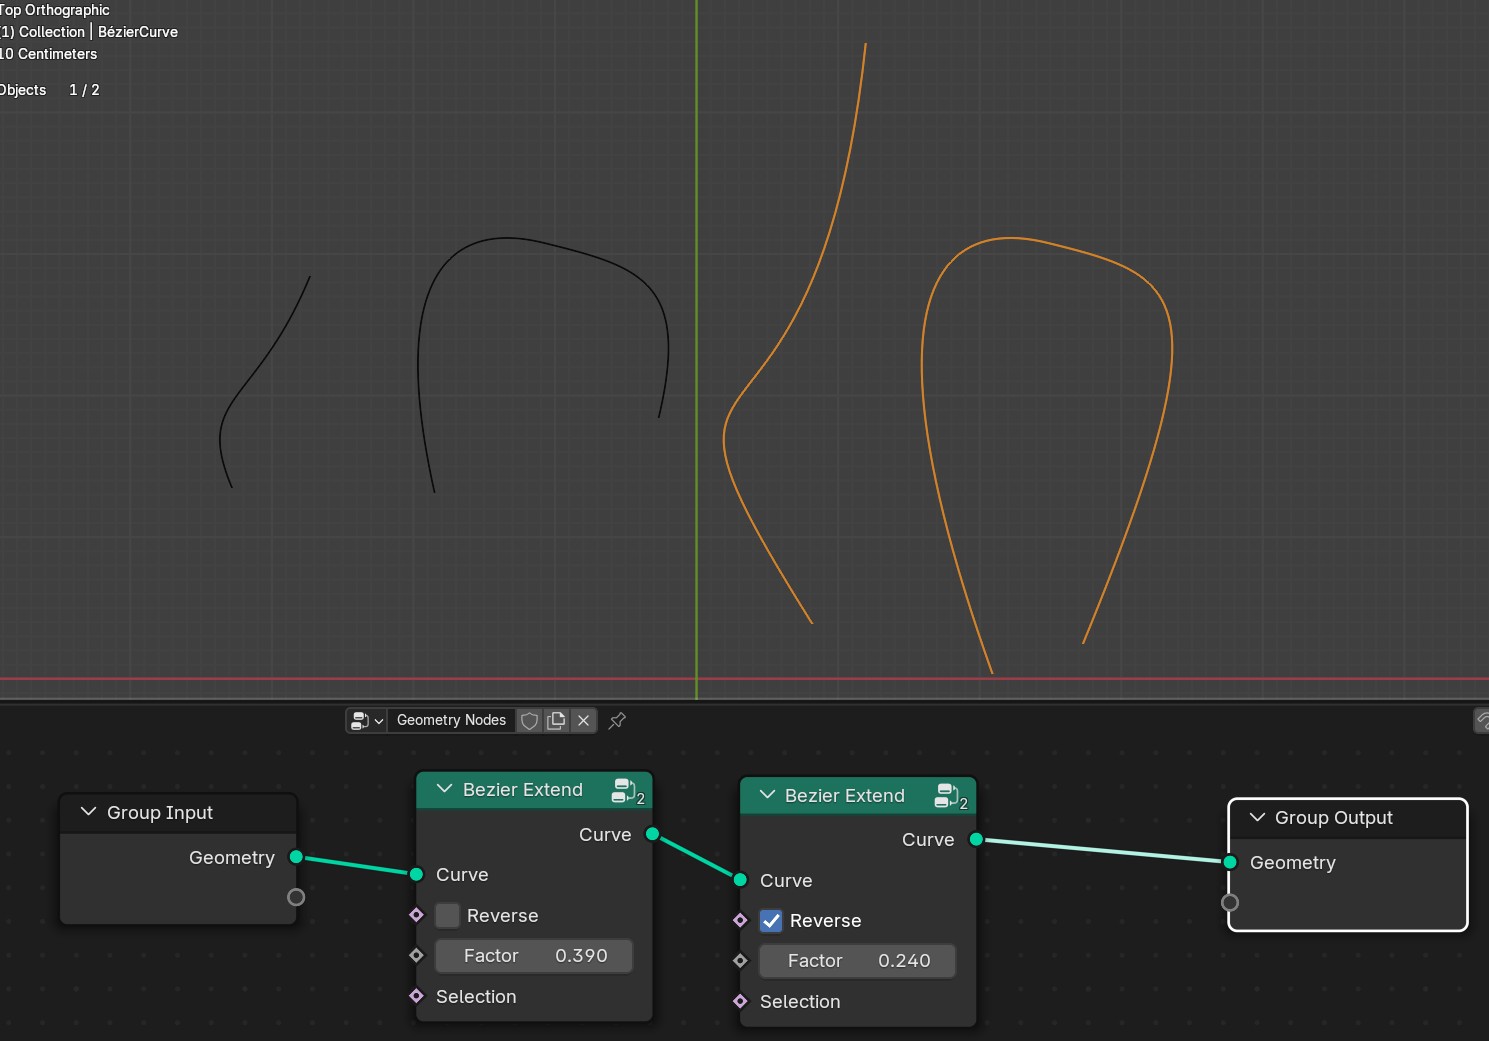 Top Orthographic
(1) Collection | BézierCurve
10 Centimeters
Objects 1 / 2
Geometry Nodes
Group Input
Geometry
Bezier Extend
2
Curve
Curve
Reverse
Factor 0.390
Selection
Bezier Extend
2
Curve
Curve
Reverse
Factor 0.240
Selection
Group Output
Geometry